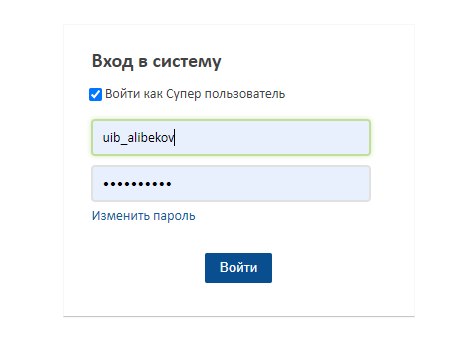 Вход в систему
Войти как Супер пользователь
uib_alibekov
••••••••••
Изменить пароль
Войти